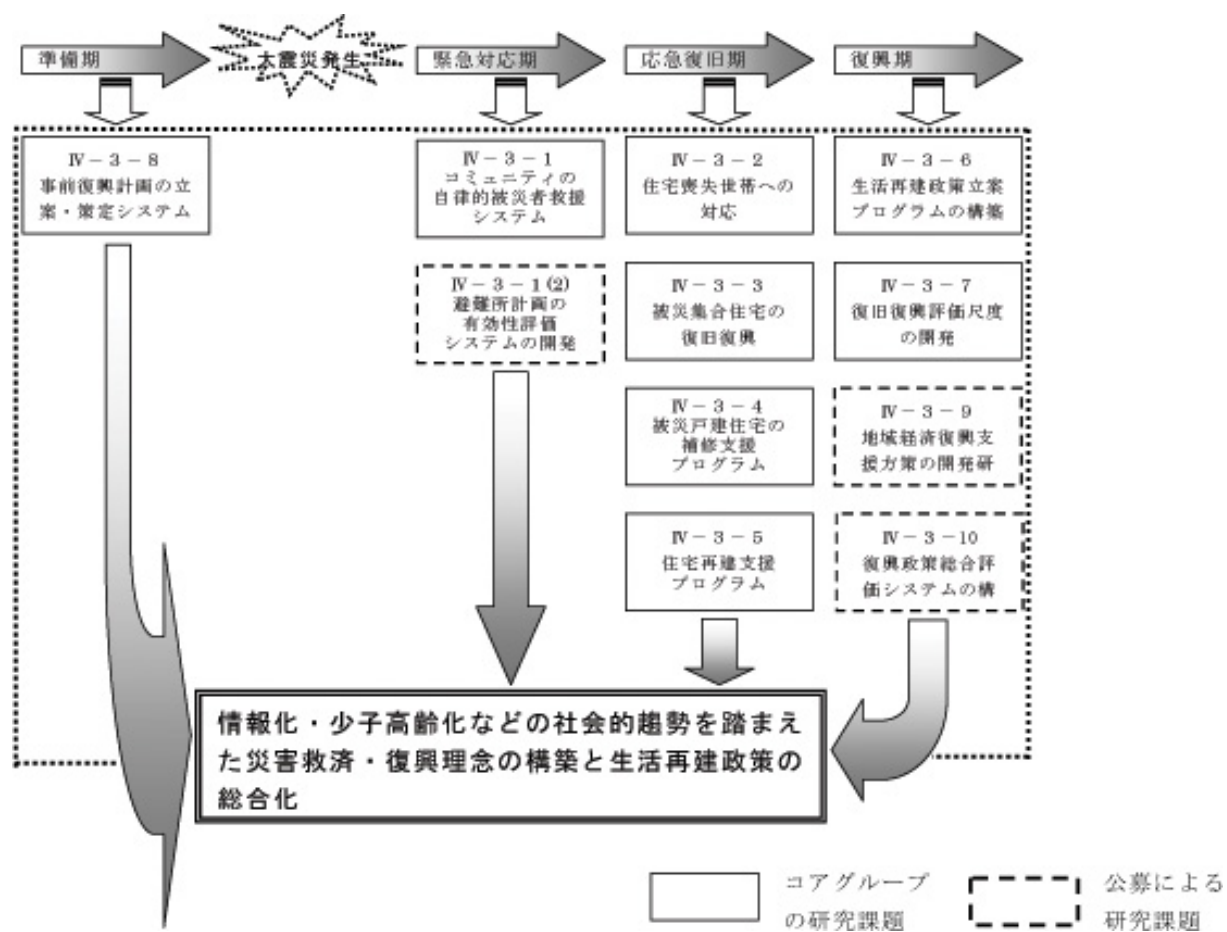 準備期
大震災発生
緊急対応期
応急復旧期
復興期
Ⅳ－３－８
事前復興計画の立
案・策定システム
Ⅳ－３－１
コミュニティの
自律的被災者救援
システム
Ⅳ－３－１(2)
避難所計画の
有効性評価
システムの開発
Ⅳ－３－２
住宅喪失世帯への
対応
Ⅳ－３－３
被災集合住宅の
復旧復興
Ⅳ－３－４
被災戸建住宅の
補修支援
プログラム
Ⅳ－３－５
住宅再建支援
プログラム
Ⅳ－３－６
生活再建政策立案
プログラムの構築
Ⅳ－３－７
復旧復興評価尺度
の開発
Ⅳ－３－９
地域経済復興支
援方策の開発研
Ⅳ－３－10
復興政策総合評
価システムの構
情報化・少子高齢化などの社会的趨勢を踏まえ
た災害救済・復興理念の構築と生活再建政策の
総合化
コアグループ
の研究課題
公募による
研究課題